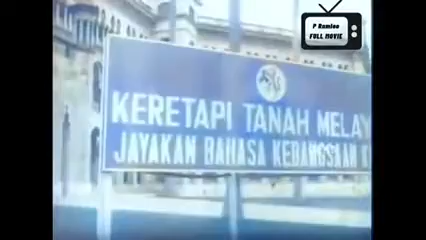 P Ramlee
FULL MOVIE
KERETAPI TANAH MELAY
JAYAKAN BAHASA KEBANGSAAN K